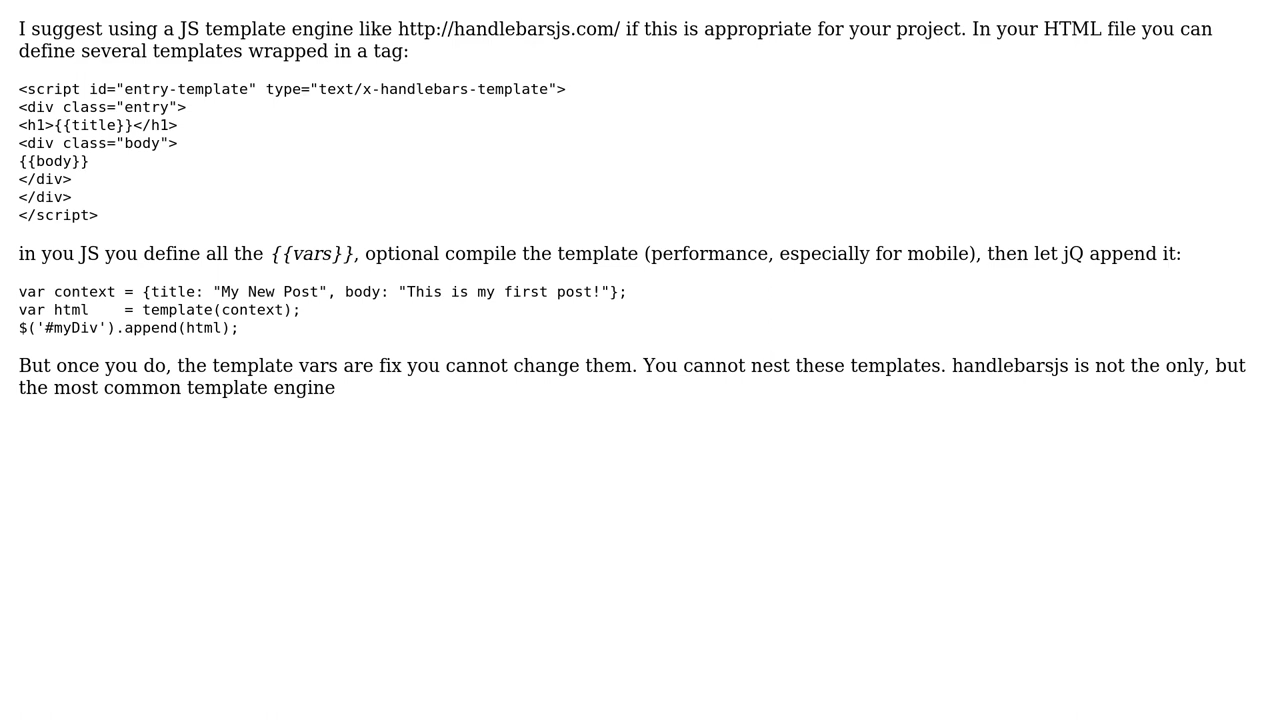 I suggest using a JS template engine like http://handlebarsjs.com/ if this is appropriate for your project. In your HTML file you can
define several templates wrapped in a tag:
<script id="entry-template" type="text/x-handlebars-template">
<div class="entry">
<h1>{{title}}</h1>
<div class="body">
{{body}}
</div>
</div>
</script>
in you JS you define all the {{vars}}, optional compile the template (performance, especially for mobile), then let jQ append it:
var context = {title: "My New Post", body: "This is my first post!"};
var html    = template(context);
$('#myDiv').append(html);
But once you do, the template vars are fix you cannot change them. You cannot nest these templates. handlebarsjs is not the only, but
the most common template engine